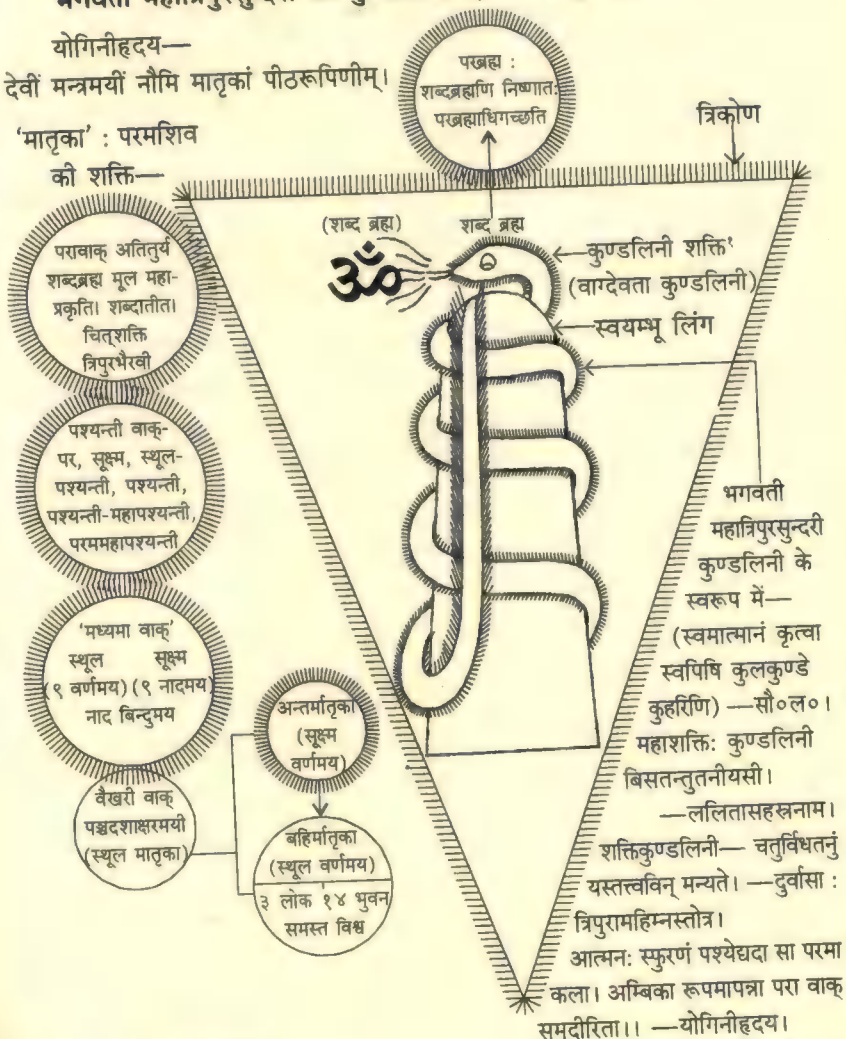 भगवती महात्रिपुरसुन्दरी
योगिनीहृदय—
देवीं मन्त्रमयीं नौमि मातृकां पीठरूपिणीम्।
'मातृका' : परमशिव
की शक्ति—
परब्रह्म :
शब्दब्रह्मणि निष्णातः
परब्रह्माधिगच्छति
त्रिकोण
(शब्द ब्रह्म)
शब्द ब्रह्म
ॐ
कुण्डलिनी शक्ति१
(वाग्देवता कुण्डलिनी)
स्वयम्भू लिंग
परावाक् अतितुर्य
शब्दब्रह्म मूल महा-
प्रकृति। शब्दातीत।
चित्शक्ति
त्रिपुरभैरवी
पश्यन्ती वाक्-
पर, सूक्ष्म, स्थूल-
पश्यन्ती, पश्यन्ती,
पश्यन्ती-महापश्यन्ती,
परममहापश्यन्ती
'मध्यमा वाक्'
स्थूल सूक्ष्म
(९ वर्णमय) (९ नादमय)
नाद बिन्दुमय
वैखरी वाक्
पञ्चदशाक्षरमयी
(स्थूल मातृका)
अन्तर्मातृका
(सूक्ष्म
वर्णमय)
बहिर्मातृका
(स्थूल वर्णमय)
३ लोक १४ भुवन
समस्त विश्व
भगवती
महात्रिपुरसुन्दरी
कुण्डलिनी के
स्वरूप में—
(स्वमात्मानं कृत्वा
स्वपिषि कुलकुण्डे
कुहरिणि) —सौ०ल०।
महाशक्तिः कुण्डलिनी
बिसतन्तुतनीयसी।
—ललितासहस्रनाम।
शक्तिकुण्डलिनी— चतुर्विधतनुं
यस्तत्त्वविन् मन्यते। —दुर्वासा :
त्रिपुरामहिम्नस्तोत्र।
आत्मनः स्फुरणं पश्येद्यदा सा परमा
कला। अम्बिका रूपमापन्ना परा वाक्
समुदीरिता।। —योगिनीहृदय।